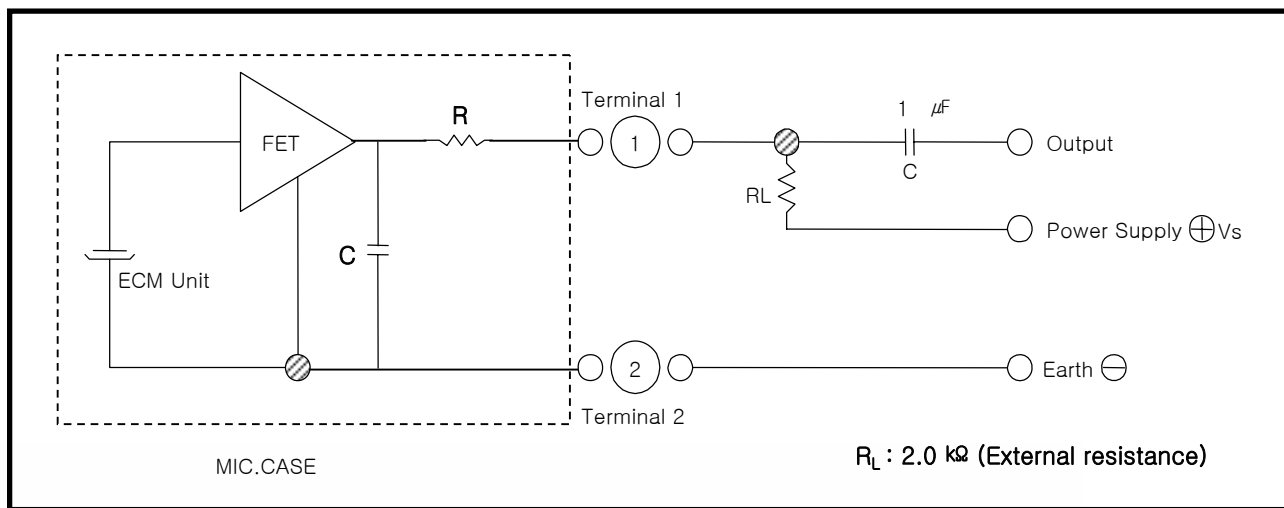 Terminal 1
1 μF
R
FET
1
Output
C
RL
Power Supply ⊕Vs
C
ECM Unit
2
Earth ⊖
Terminal 2
MIC.CASE
RL : 2.0 kΩ (External resistance)